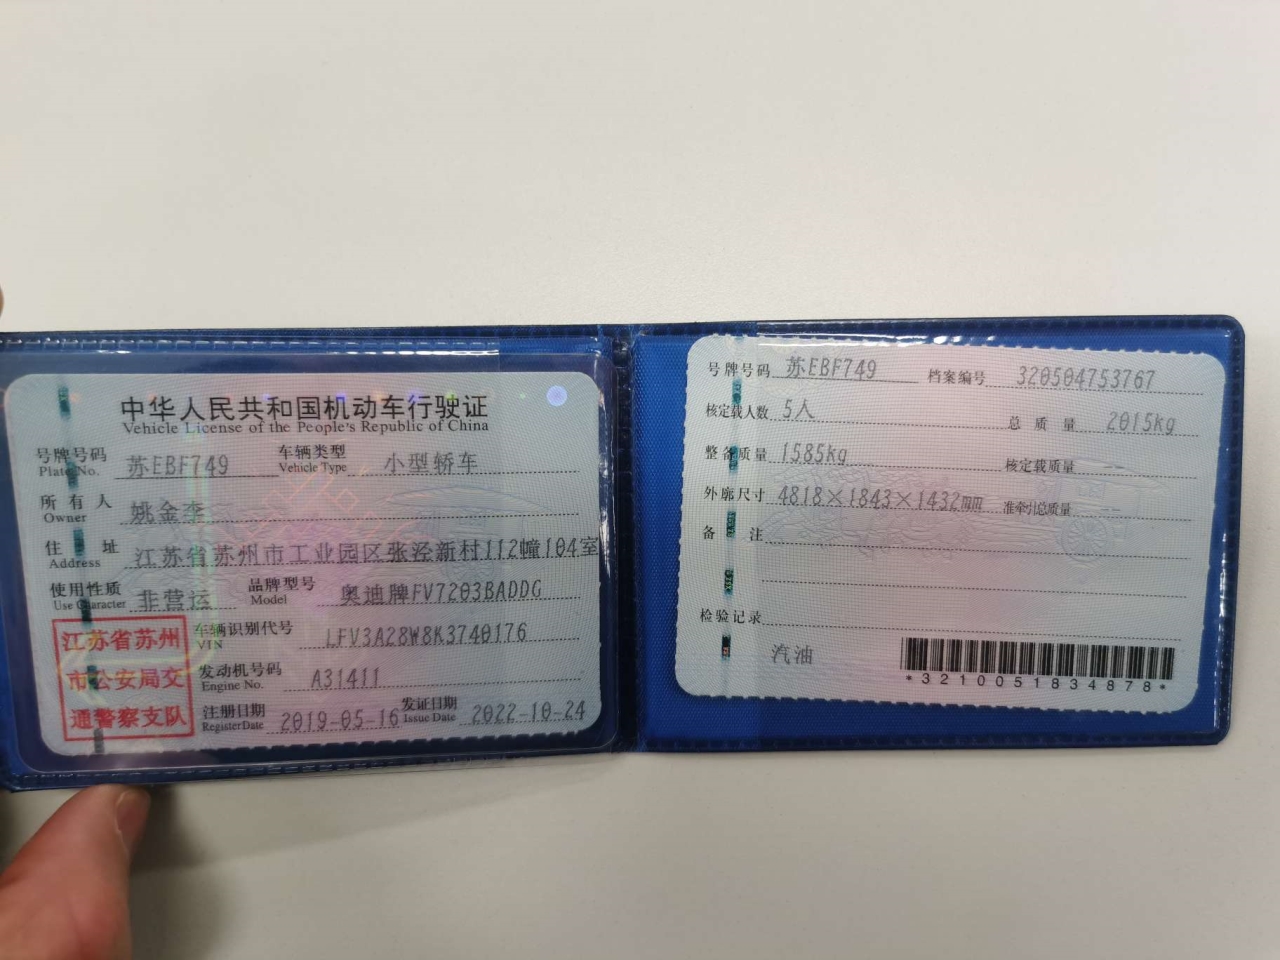 中华人民共和国机动车行驶证
Vehicle License of the People's Republic of China
号牌号码 苏EBF749 车辆类型 小型轿车
Plate No. Vehicle Type
所有人 姚金李
Owner
住址 江苏省苏州市工业园区张泾新村112幢104室
Address
使用性质 非营运 品牌型号 奥迪牌FV7203BADDG
Use Character Model
江苏省苏州
市公安局交
通警察支队
车辆识别代号 LFV3A28W8K3740176
VIN
发动机号码 A31411
Engine No.
注册日期 2019-05-16 发证日期 2022-10-24
Register Date Issue Date
号牌号码 苏EBF749 档案编号 320504753767
核定载人数 5人 总质量 2015kg
整备质量 1585kg 核定载质量 --
外廓尺寸 4818×1843×1432mm 准牵引总质量 --
备注
检验记录
汽油
*3210051834878*